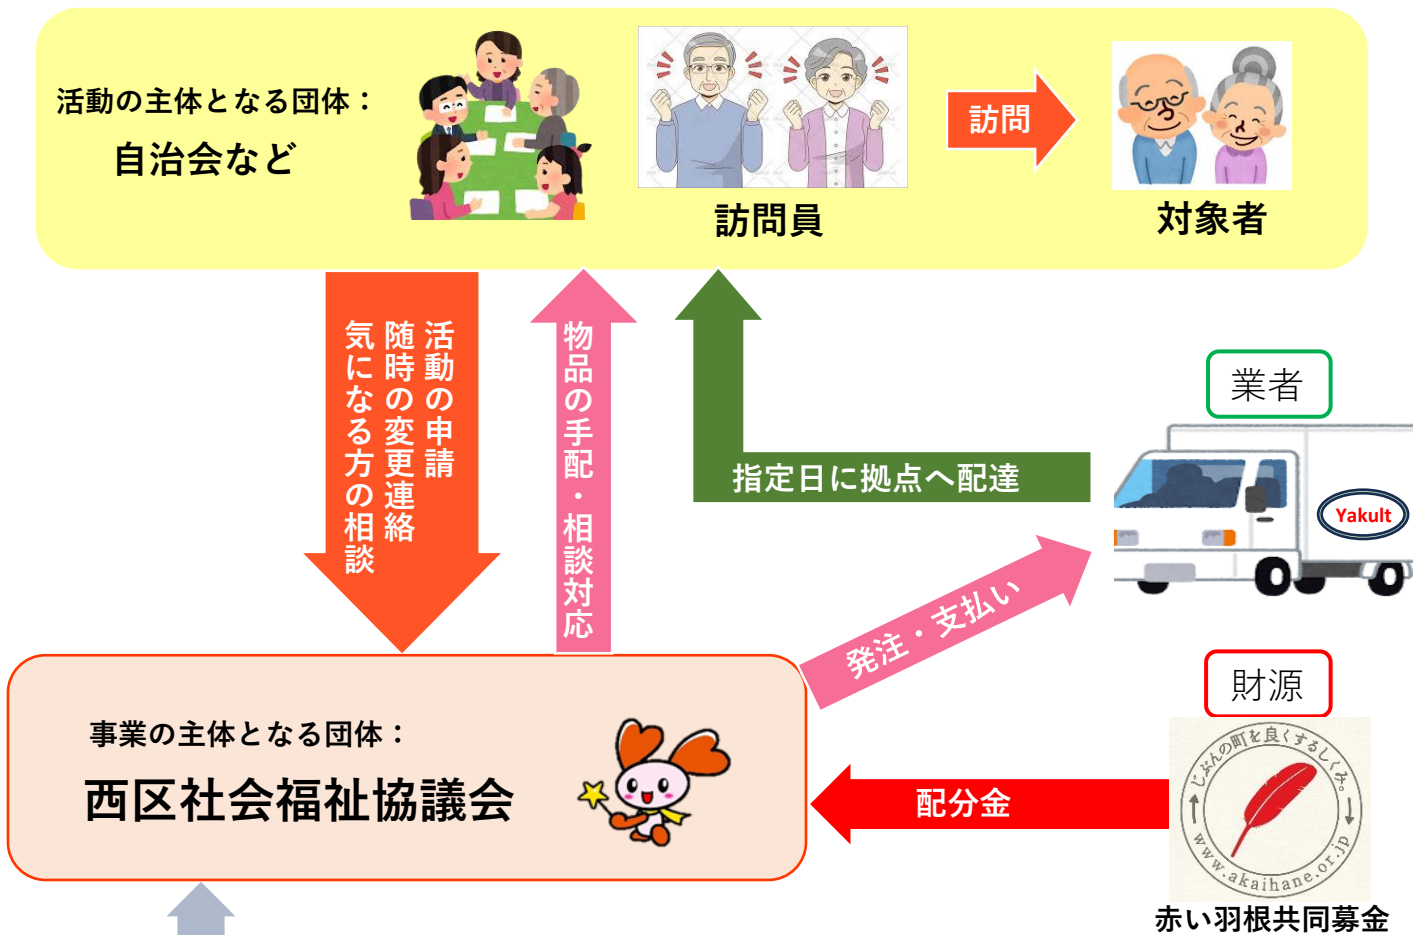 活動の主体となる団体：
自治会など
訪問員
訪問
対象者
活動の申請
随時の変更連絡
気になる方の相談
物品の手配・相談対応
指定日に拠点へ配達
業者
Yakult
発注・支払い
事業の主体となる団体：
西区社会福祉協議会
配分金
財源
じぶんの町を良くするしくみ。
www.akaihane.or.jp
赤い羽根共同募金